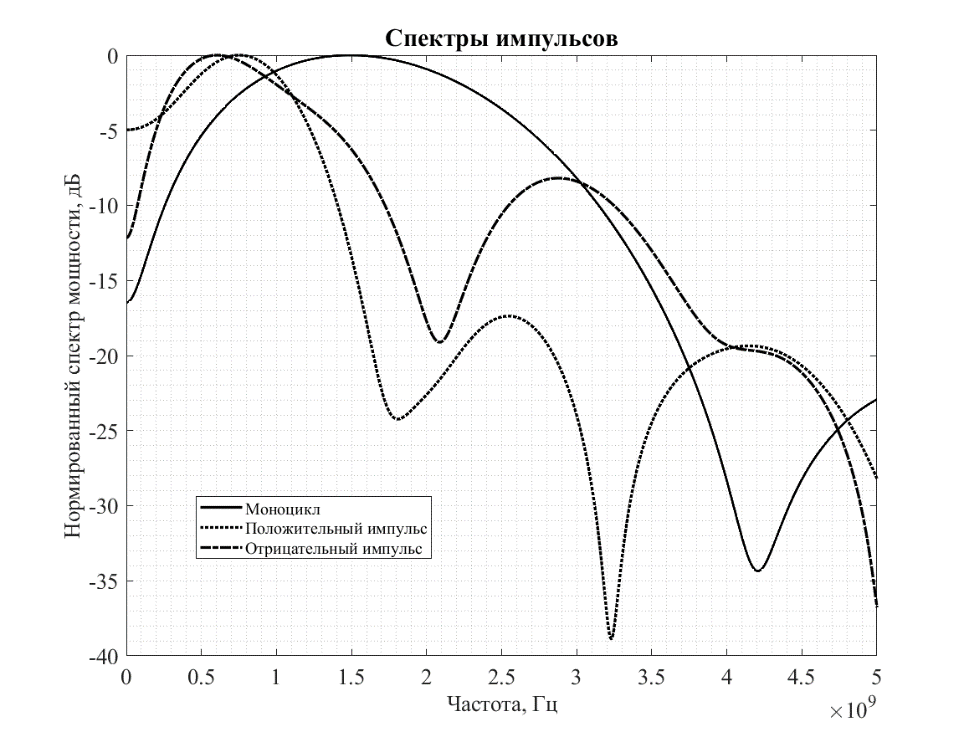 Спектры импульсов
Нормированный спектр мощности, дБ
0
-5
-10
-15
-20
-25
-30
-35
-40
Моноцикл
Положительный импульс
Отрицательный импульс
0 0.5 1 1.5 2 2.5 3 3.5 4 4.5 5
Частота, Гц
×10⁹